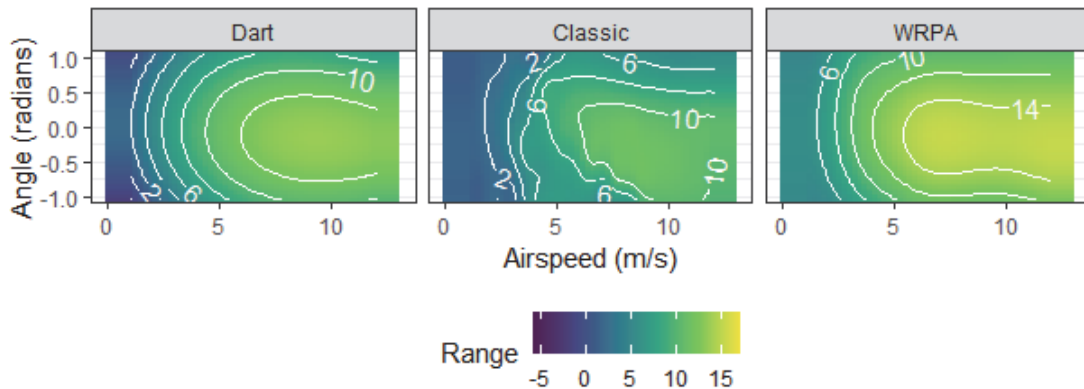 Dart Classic WRPA
Angle (radians)
1.0
0.5
0.0
-0.5
-1.0
10 2 6
2 6 6 10 6 10
6 10 14
0 5 10 0 5 10 0 5 10
Airspeed (m/s)
Range
-5 0 5 10 15